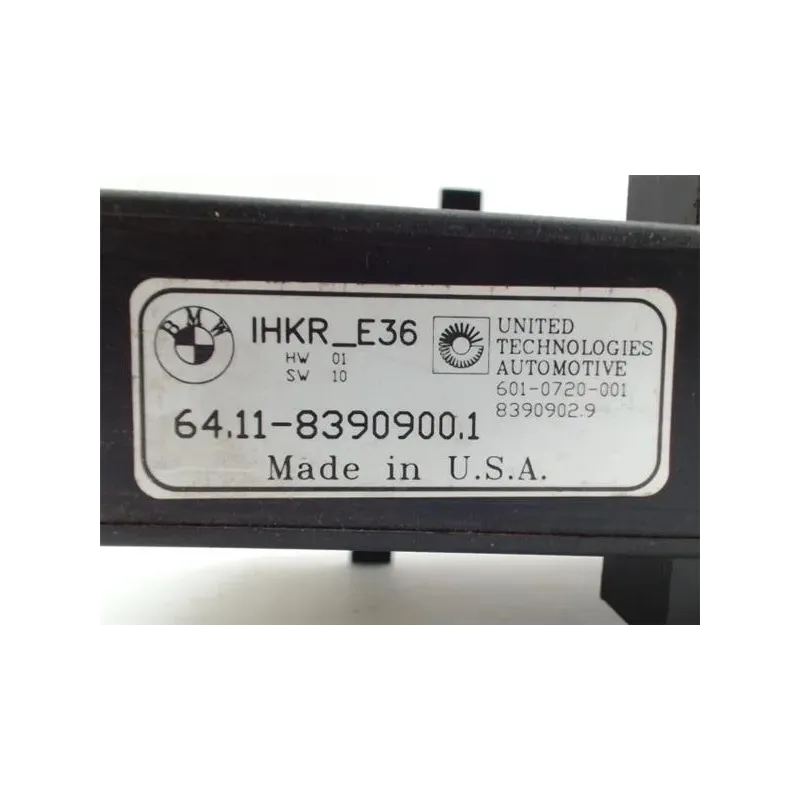 BMW
IHKR_E36
HW 01
SW 10
UNITED
TECHNOLOGIES
AUTOMOTIVE
601-0720-001
8390902.9
64.11-8390900.1
Made in U.S.A.